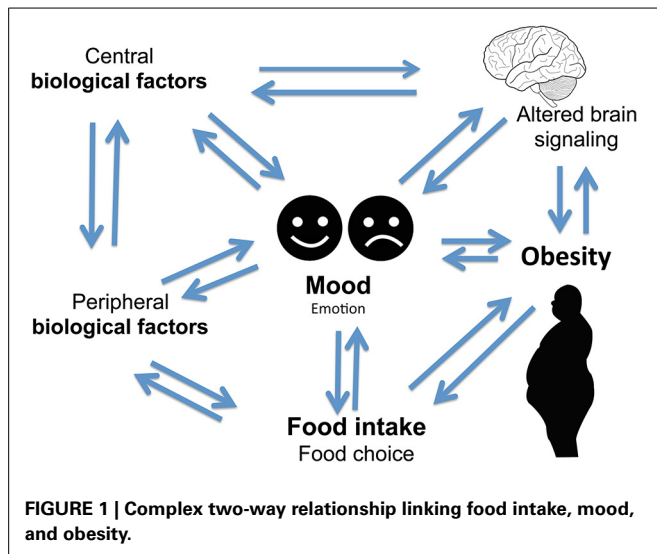 Central
biological factors
Altered brain
signaling
Mood
Emotion
Obesity
Peripheral
biological factors
Food intake
Food choice
FIGURE 1 | Complex two-way relationship linking food intake, mood,
and obesity.